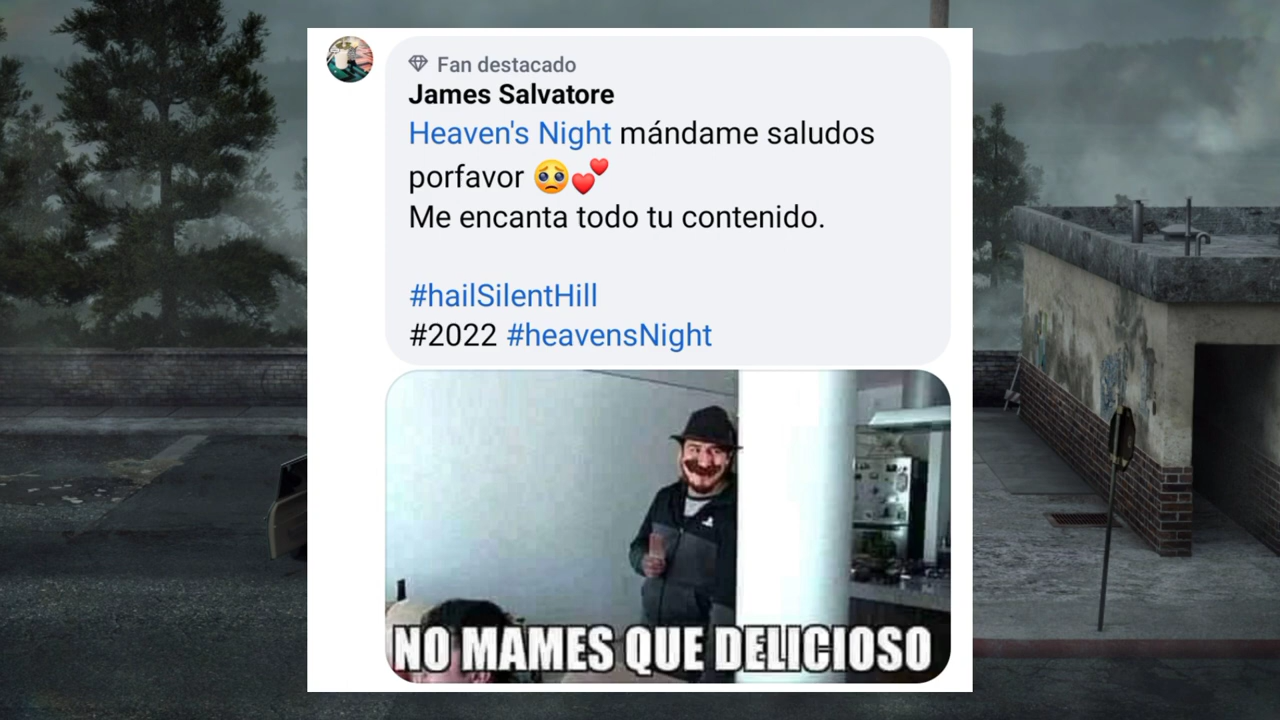 Fan destacado
James Salvatore
Heaven's Night mándame saludos
porfavor 🥺💕
Me encanta todo tu contenido.
#hailSilentHill
#2022 #heavensNight
NO MAMES QUE DELICIOSO